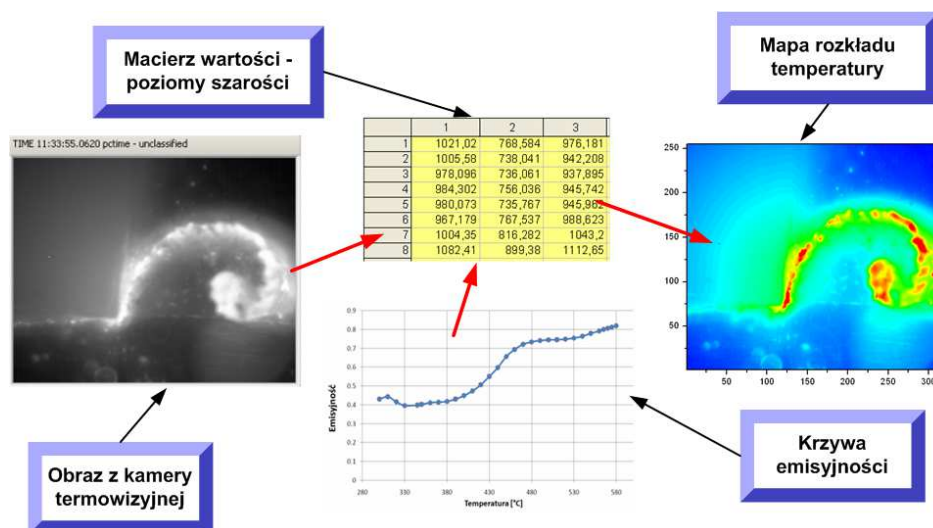 Macierz wartości -
poziomy szarości
Mapa rozkładu
temperatury
TIME 11:33:55.0620 pctime - unclassified
1 2 3
1 1021,02 768,584 976,181
2 1005,58 738,041 942,208
3 978,096 736,061 937,895
4 984,302 756,036 945,742
5 980,073 735,767 945,962
6 967,179 767,537 988,623
7 1004,35 816,282 1043,2
8 1082,41 899,38 1112,65
250
200
150
100
50
50 100 150 200 250 300
0.9
0.8
0.7
0.6
0.5
0.4
0.3
0.2
0.1
0
280 330 380 430 480 530 580
Emisyjność
Temperatura [°C]
Obraz z kamery
termowizyjnej
Krzywa
emisyjności